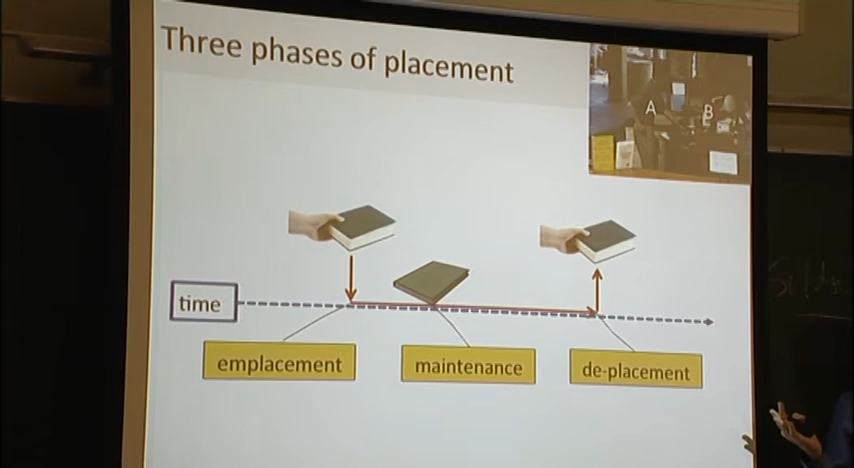 Three phases of placement
A
B
time
emplacement
maintenance
de-placement